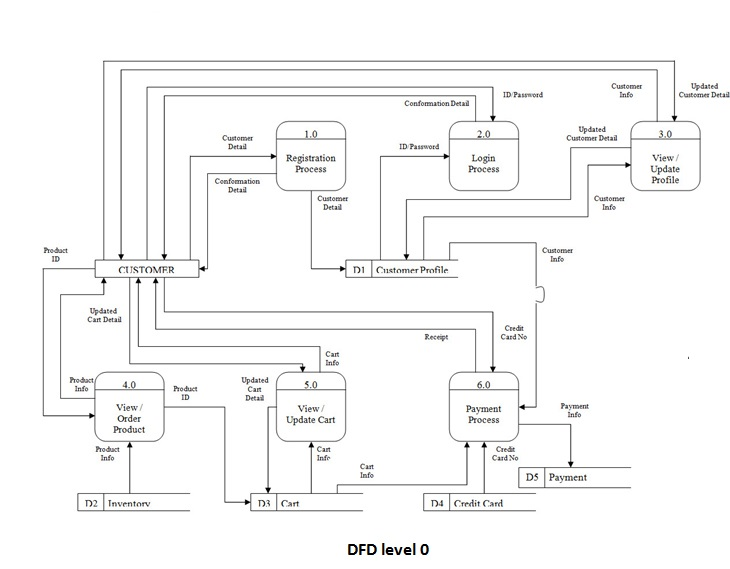 Customer
Info
Updated
Customer Detail
ID/Password
Conformation Detail
1.0
Registration
Process
2.0
Login
Process
3.0
View /
Update
Profile
Customer
Detail
ID/Password
Updated
Customer Detail
Conformation
Detail
Customer
Detail
Customer
Info
Product
ID
CUSTOMER
D1
Customer Profile
Customer
Info
Updated
Cart Detail
Receipt
Credit
Card No
Cart
Info
Product
Info
4.0
View /
Order
Product
Product
ID
Updated
Cart
Detail
5.0
View /
Update Cart
6.0
Payment
Process
Payment
Info
Product
Info
Cart
Info
Cart
Info
Credit
Card No
D5
Payment
D2
Inventory
D3
Cart
D4
Credit Card
DFD level 0